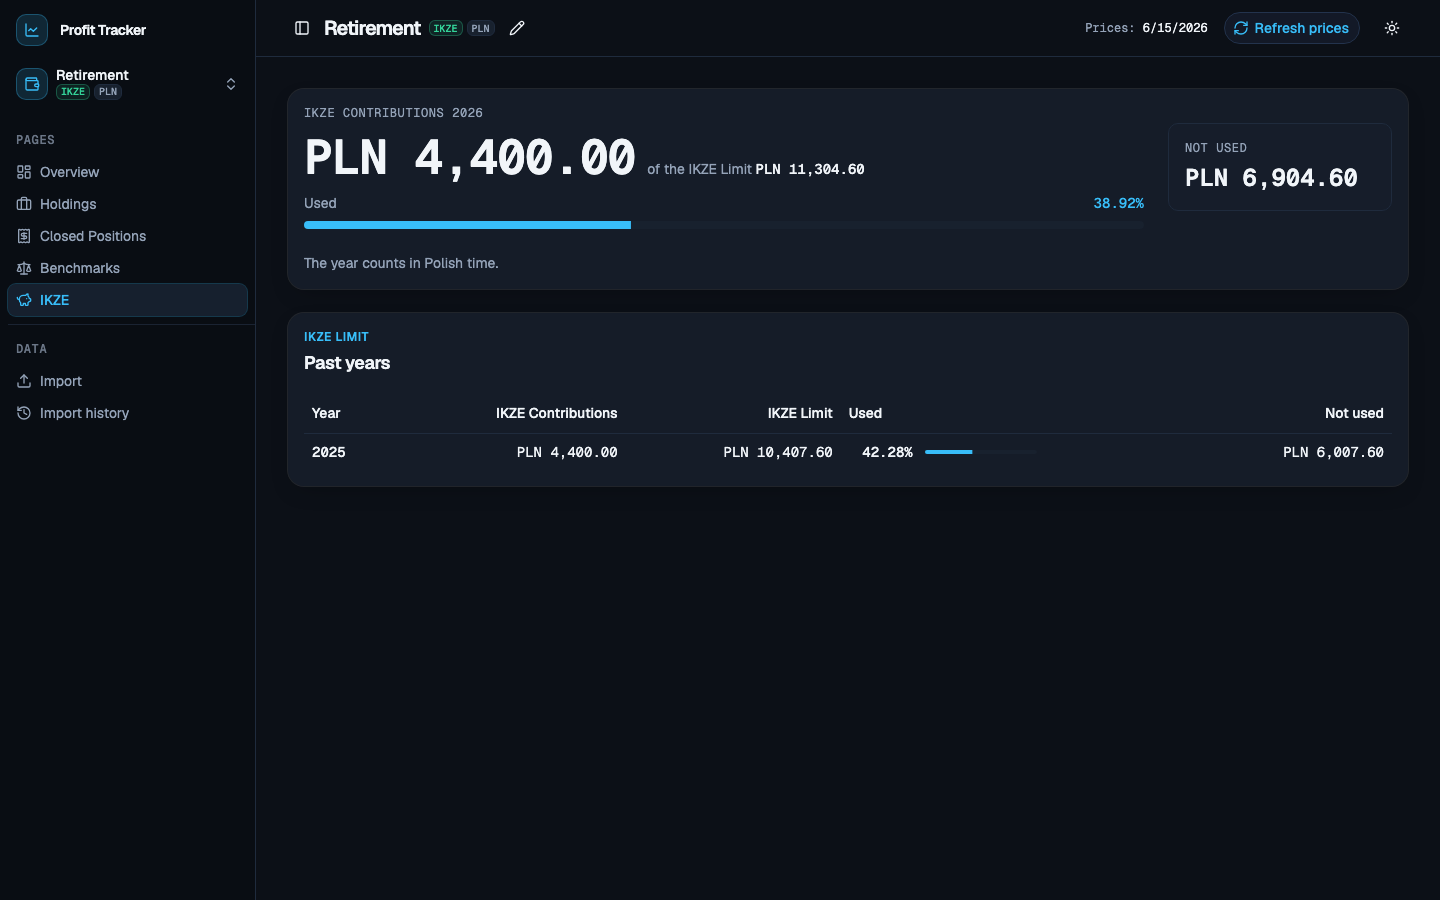 Profit Tracker
Retirement
IKZE PLN
PAGES
Overview
Holdings
Closed Positions
Benchmarks
IKZE
DATA
Import
Import history
Retirement IKZE PLN
Prices: 6/15/2026
Refresh prices
IKZE CONTRIBUTIONS 2026
PLN 4,400.00 of the IKZE Limit PLN 11,304.60
Used 38.92%
The year counts in Polish time.
NOT USED
PLN 6,904.60
IKZE LIMIT
Past years
Year IKZE Contributions IKZE Limit Used Not used
2025 PLN 4,400.00 PLN 10,407.60 42.28% PLN 6,007.60